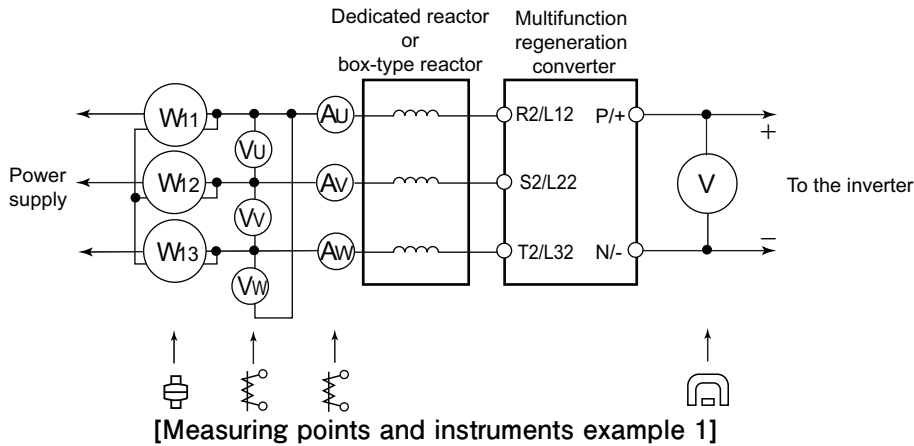 Dedicated reactor
or
box-type reactor
Multifunction
regeneration
converter
W11
AU
R2/L12
P/+
+
VU
Power
supply
W12
AV
S2/L22
V
To the inverter
VV
W13
AW
T2/L32
N/-
−
VW
[Measuring points and instruments example 1]